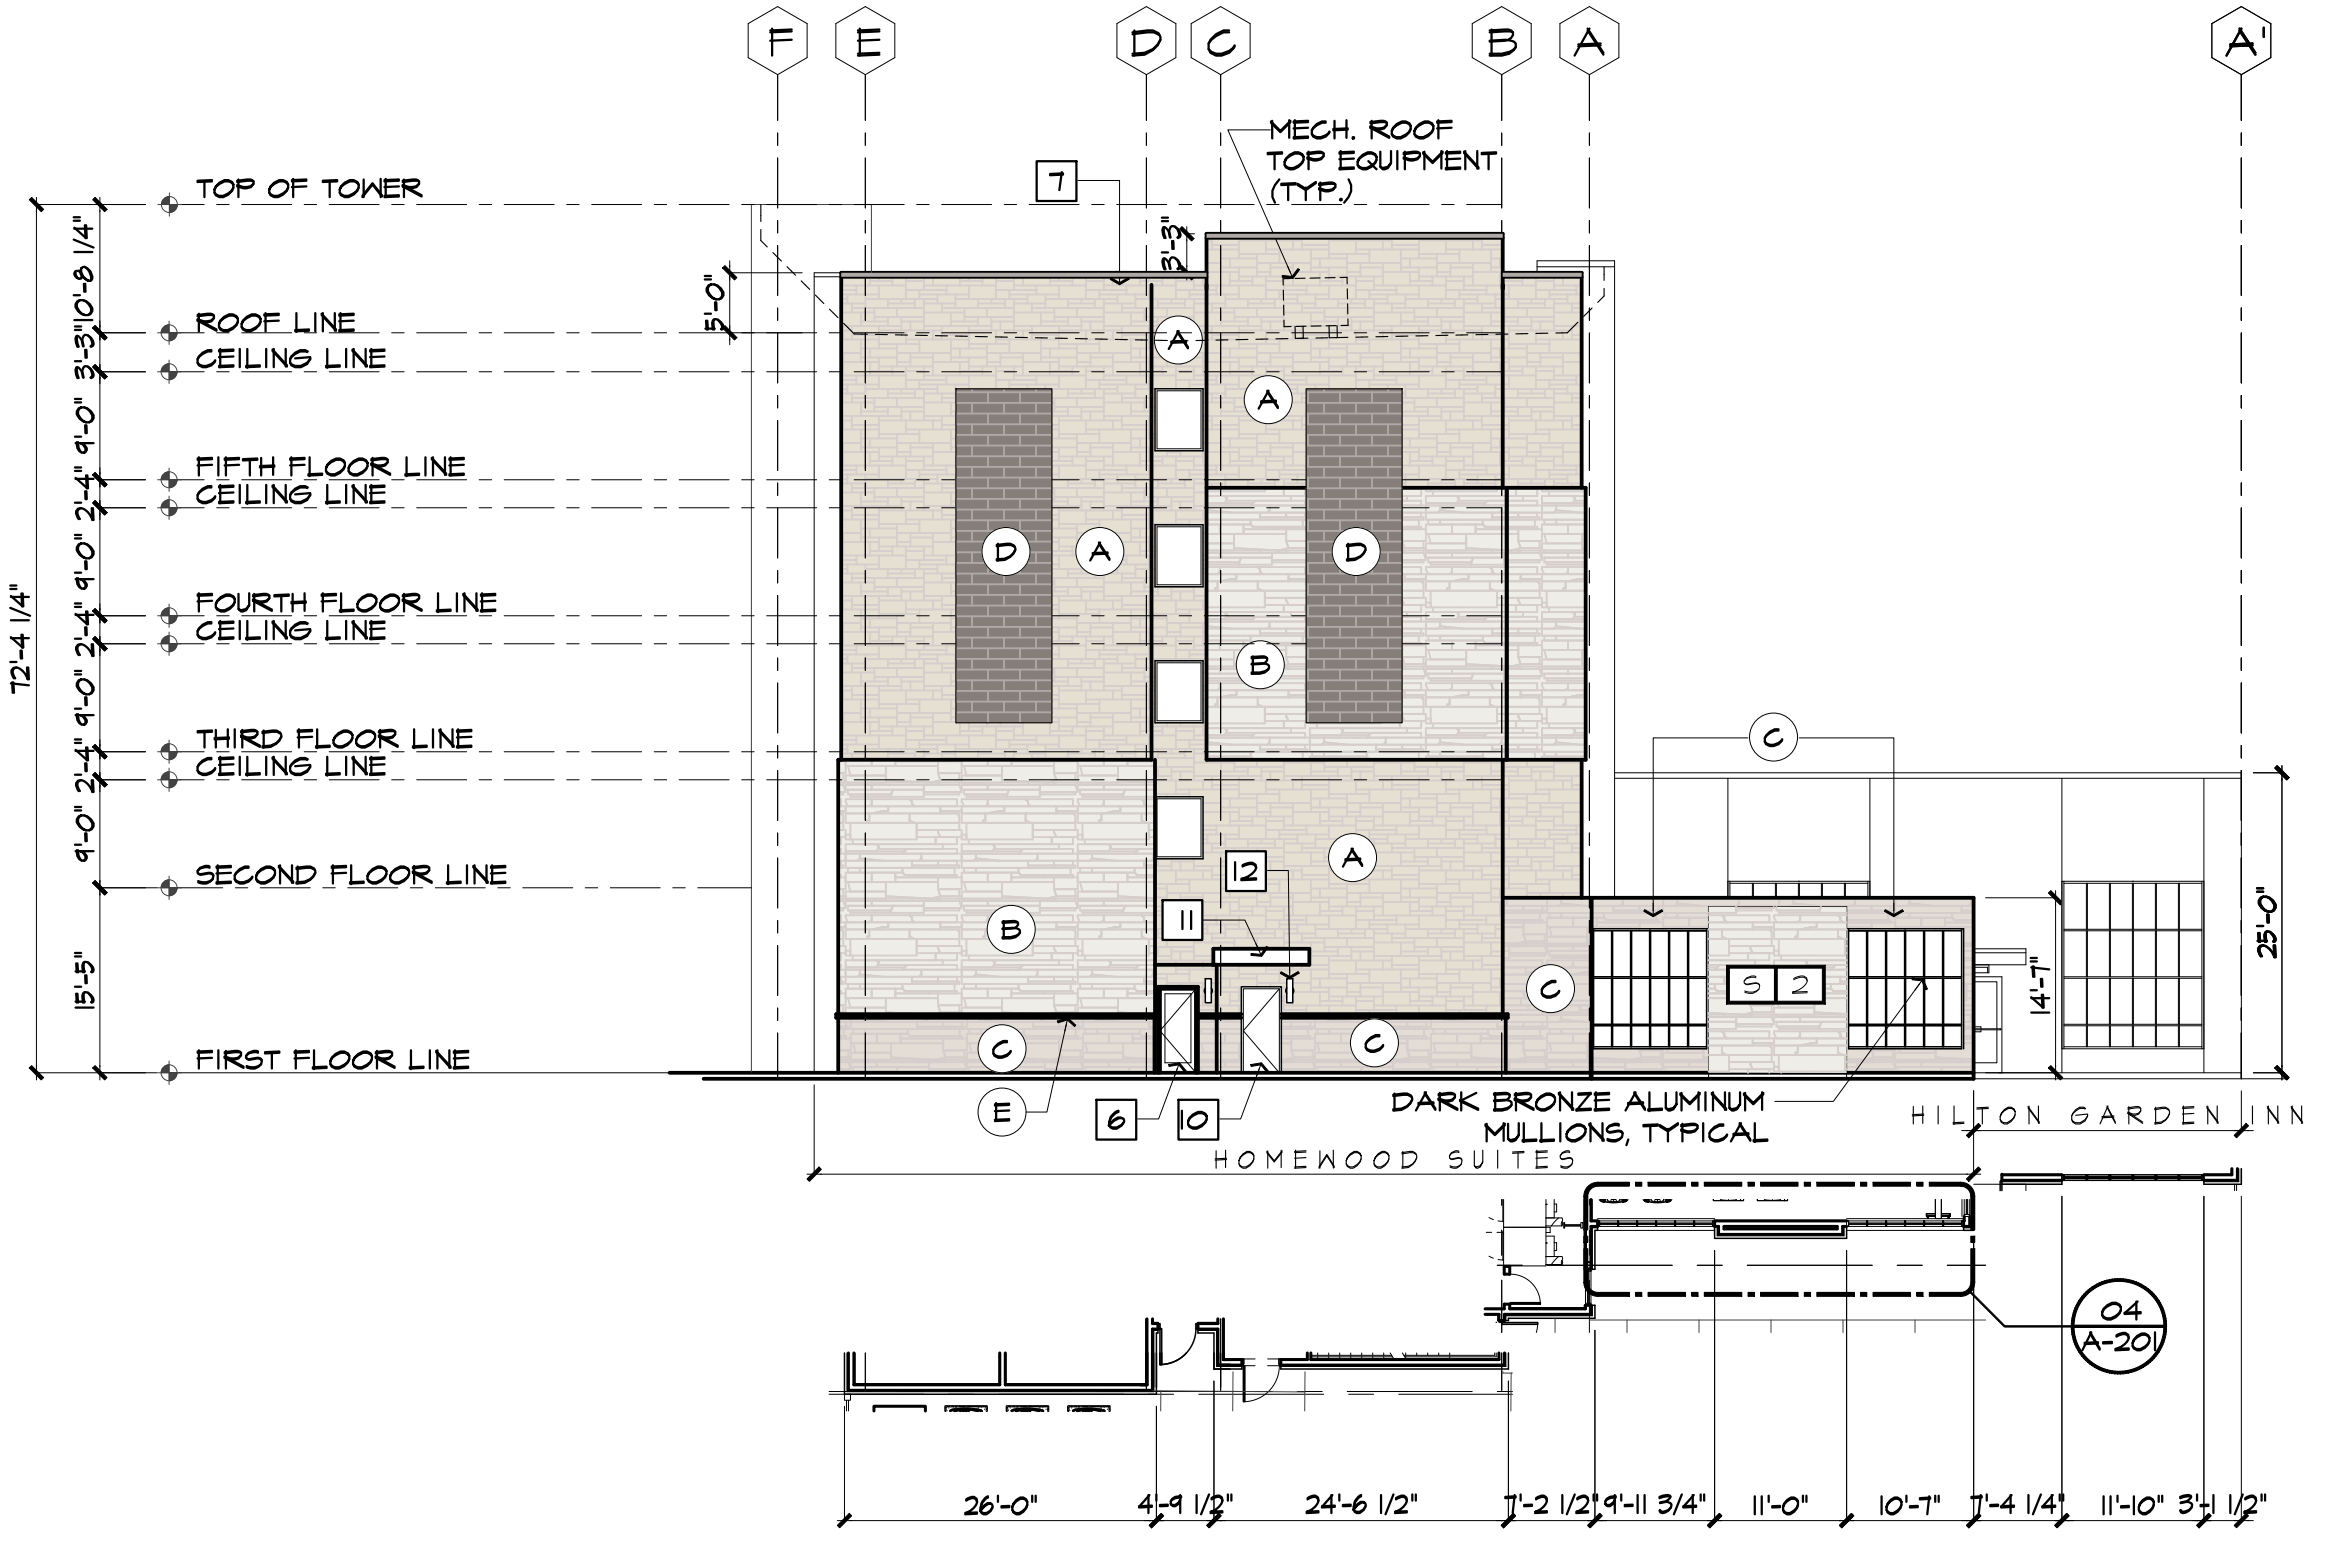 F E D C B A A'
MECH. ROOF
TOP EQUIPMENT
(TYP.)
7
TOP OF TOWER
3'-3"
10'-8 1/4"
5'-0"
ROOF LINE
3'-3"
CEILING LINE
A
A
9'-0"
FIFTH FLOOR LINE
2'-4"
CEILING LINE
D
A
D
9'-0"
72'-4 1/4"
FOURTH FLOOR LINE
2'-4"
CEILING LINE
B
9'-0"
THIRD FLOOR LINE
2'-4"
CEILING LINE
C
9'-0"
12
A
SECOND FLOOR LINE
11
B
25'-0"
15'-5"
C
S 2
14'-7"
C
C
FIRST FLOOR LINE
E
6
10
DARK BRONZE ALUMINUM
MULLIONS, TYPICAL
HILTON GARDEN INN
HOMEWOOD SUITES
04
A-201
26'-0" 4'-9 1/2" 24'-6 1/2" 7'-2 1/2" 9'-11 3/4" 11'-0" 10'-7" 7'-4 1/4" 11'-10" 3'-1 1/2"